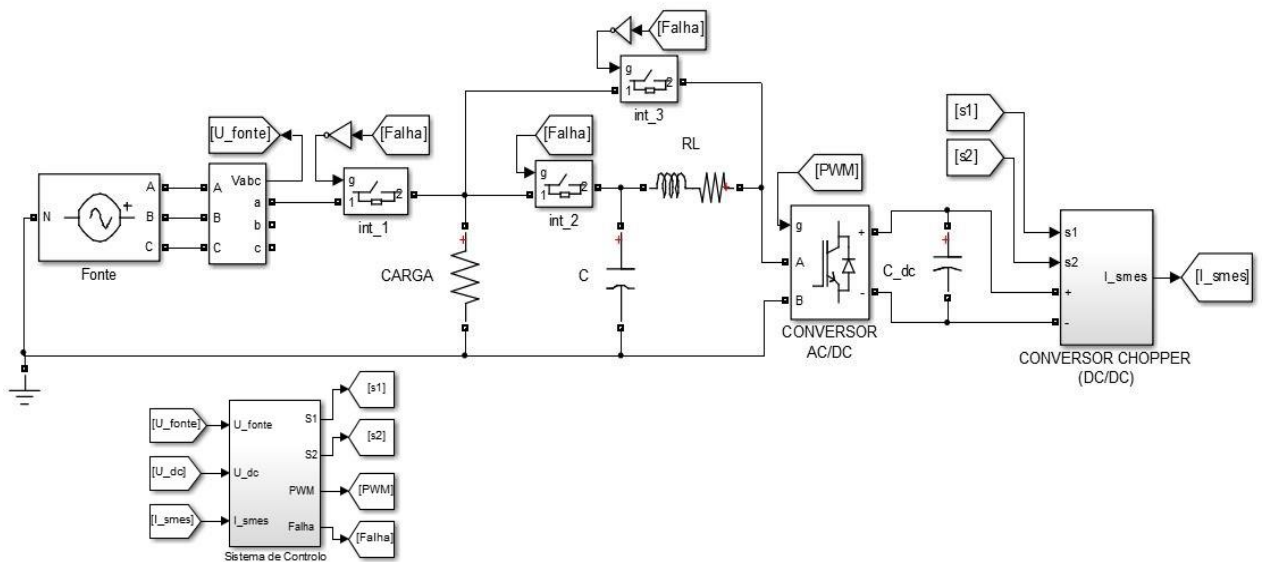 [Falha]
g
1
2
int_3
[U_fonte]
[Falha]
[Falha]
[s1]
[s2]
RL
[PWM]
A
B
C
N
Fonte
A
B
C
Vabc
a
b
c
g
1
2
int_1
g
1
2
int_2
CARGA
C
g
A
B
+
-
CONVERSOR
AC/DC
C_dc
s1
s2
+
-
I_smes
[I_smes]
CONVERSOR CHOPPER
(DC/DC)
[U_fonte]
[U_dc]
[I_smes]
U_fonte
U_dc
I_smes
S1
S2
PWM
Falha
[s1]
[s2]
[PWM]
[Falha]
Sistema de Controlo